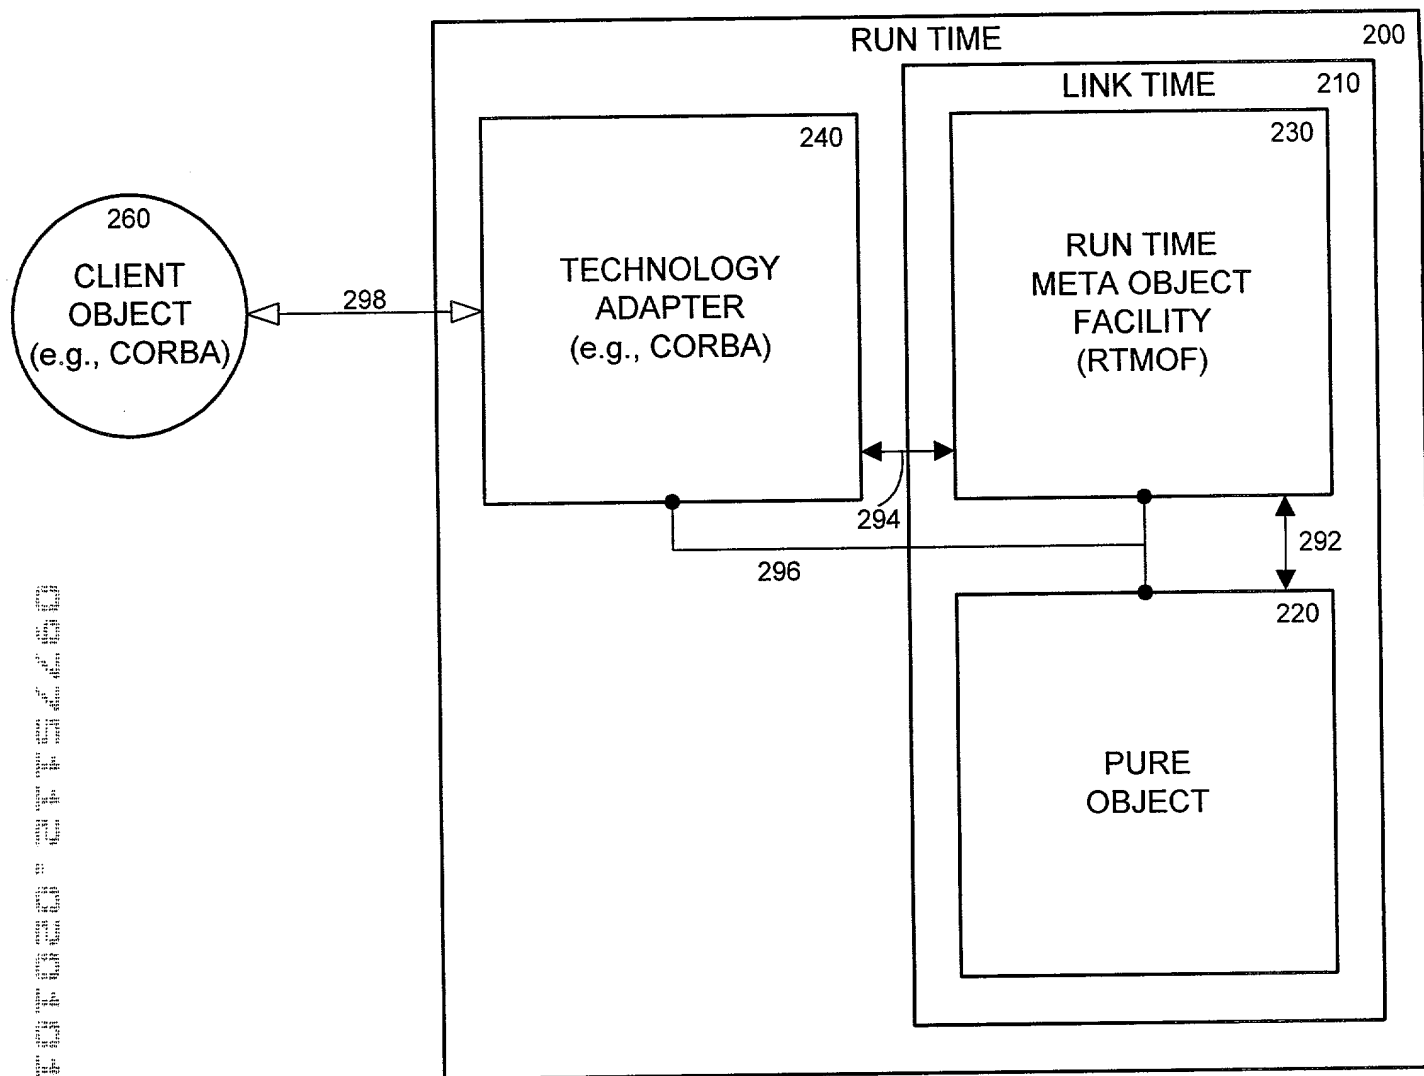 RUN TIME 200
LINK TIME 210
240
230
260
CLIENT
OBJECT
(e.g., CORBA)
298
TECHNOLOGY
ADAPTER
(e.g., CORBA)
RUN TIME
META OBJECT
FACILITY
(RTMOF)
294
296
292
220
PURE
OBJECT